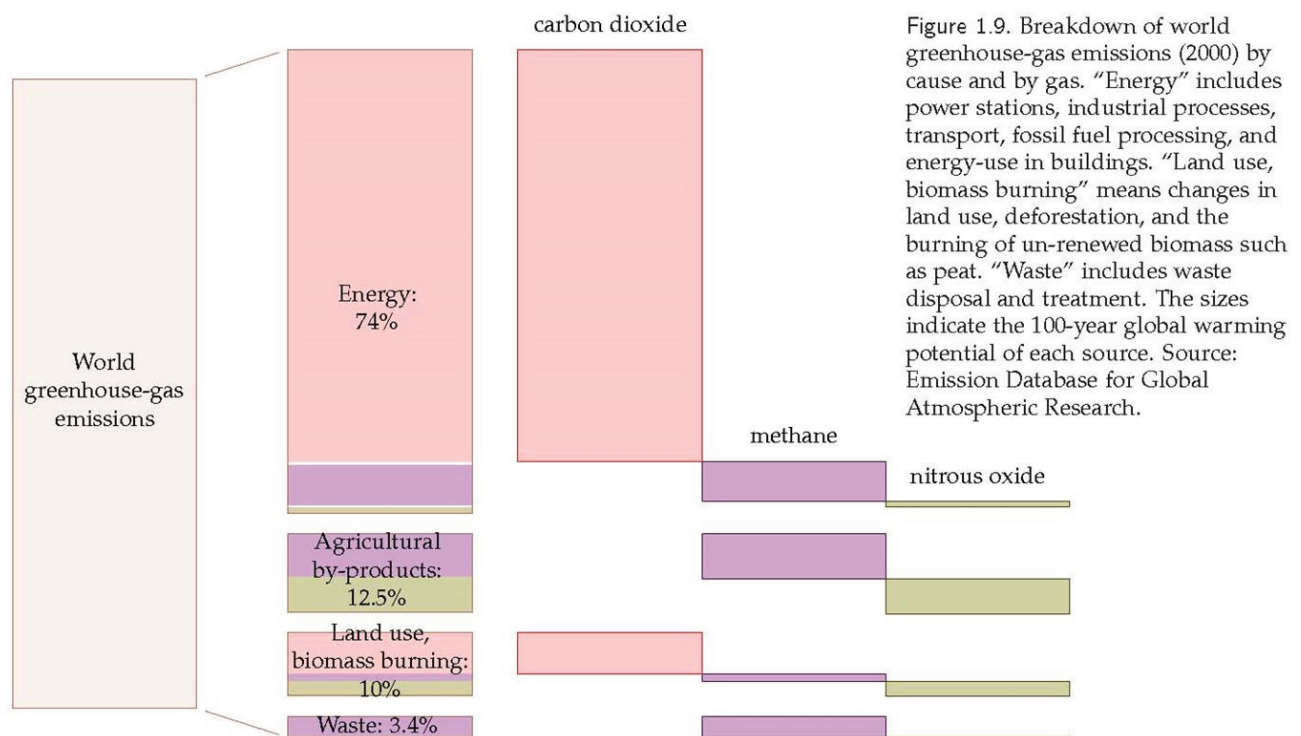 carbon dioxide
World
greenhouse-gas
emissions
Energy:
74%
Agricultural
by-products:
12.5%
Land use,
biomass burning:
10%
Waste: 3.4%
methane
nitrous oxide
Figure 1.9. Breakdown of world
greenhouse-gas emissions (2000) by
cause and by gas. “Energy” includes
power stations, industrial processes,
transport, fossil fuel processing, and
energy-use in buildings. “Land use,
biomass burning” means changes in
land use, deforestation, and the
burning of un-renewed biomass such
as peat. “Waste” includes waste
disposal and treatment. The sizes
indicate the 100-year global warming
potential of each source. Source:
Emission Database for Global
Atmospheric Research.